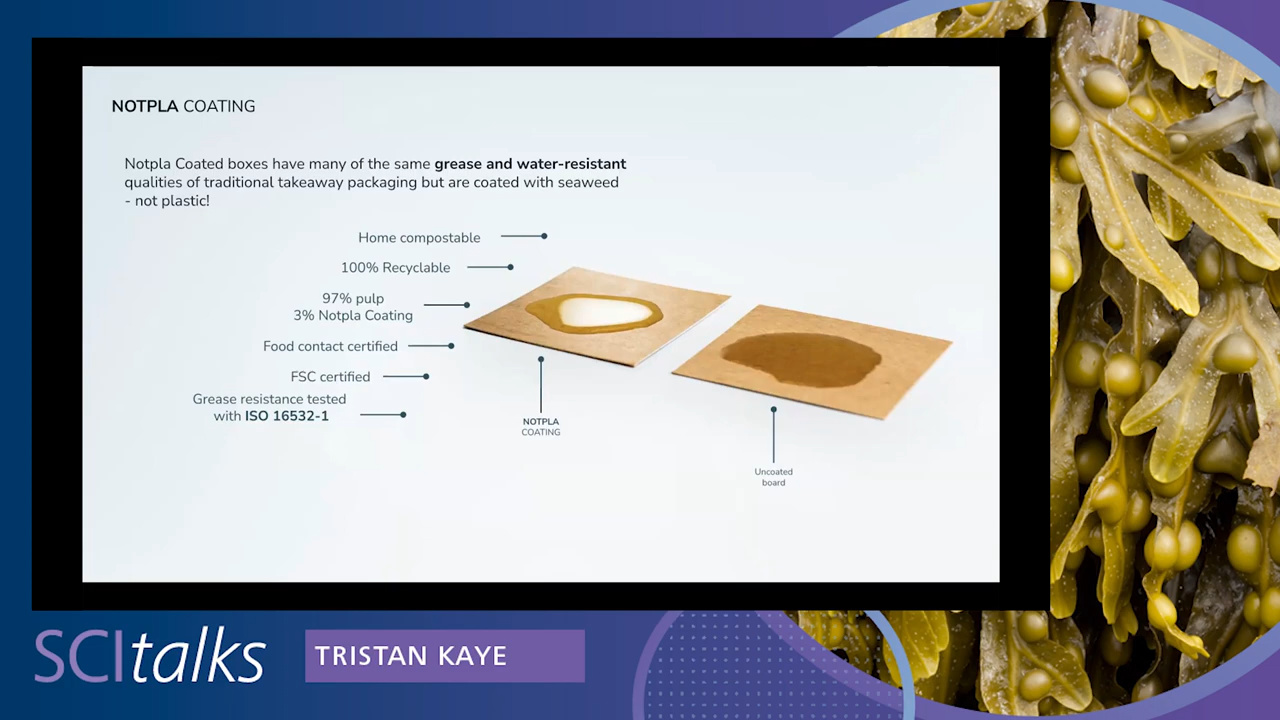 NOTPLA COATING
Notpla Coated boxes have many of the same grease and water-resistant
qualities of traditional takeaway packaging but are coated with seaweed
- not plastic!
Home compostable
100% Recyclable
97% pulp
3% Notpla Coating
Food contact certified
FSC certified
Grease resistance tested
with ISO 16532-1
NOTPLA
COATING
Uncoated
board
SCItalks
TRISTAN KAYE